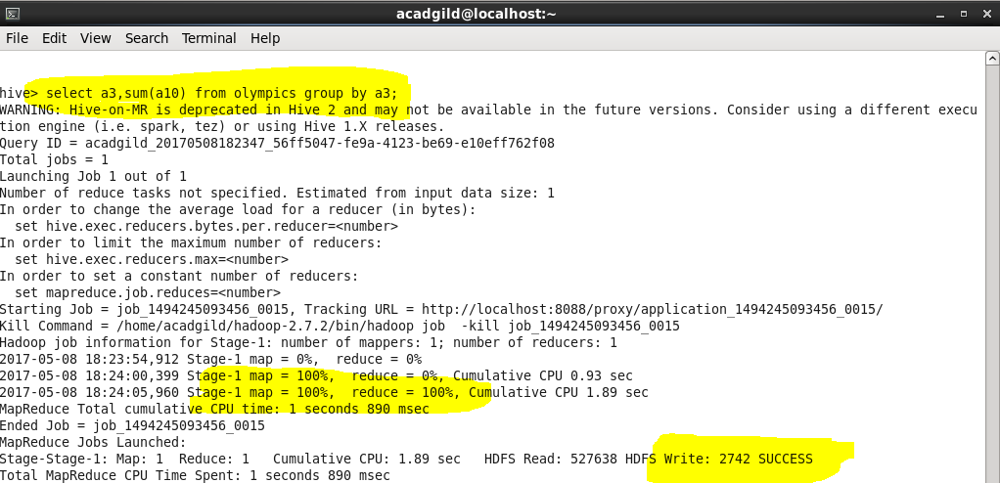 acadgild@localhost:~
File Edit View Search Terminal Help
hive> select a3,sum(a10) from olympics group by a3;
WARNING: Hive-on-MR is deprecated in Hive 2 and may not be available in the future versions. Consider using a different execu
tion engine (i.e. spark, tez) or using Hive 1.X releases.
Query ID = acadgild_20170508182347_56ff5047-fe9a-4123-be69-e10eff762f08
Total jobs = 1
Launching Job 1 out of 1
Number of reduce tasks not specified. Estimated from input data size: 1
In order to change the average load for a reducer (in bytes):
  set hive.exec.reducers.bytes.per.reducer=<number>
In order to limit the maximum number of reducers:
  set hive.exec.reducers.max=<number>
In order to set a constant number of reducers:
  set mapreduce.job.reduces=<number>
Starting Job = job_1494245093456_0015, Tracking URL = http://localhost:8088/proxy/application_1494245093456_0015/
Kill Command = /home/acadgild/hadoop-2.7.2/bin/hadoop job  -kill job_1494245093456_0015
Hadoop job information for Stage-1: number of mappers: 1; number of reducers: 1
2017-05-08 18:23:54,912 Stage-1 map = 0%,  reduce = 0%
2017-05-08 18:24:00,399 Stage-1 map = 100%,  reduce = 0%, Cumulative CPU 0.93 sec
2017-05-08 18:24:05,960 Stage-1 map = 100%,  reduce = 100%, Cumulative CPU 1.89 sec
MapReduce Total cumulative CPU time: 1 seconds 890 msec
Ended Job = job_1494245093456_0015
MapReduce Jobs Launched:
Stage-Stage-1: Map: 1  Reduce: 1   Cumulative CPU: 1.89 sec   HDFS Read: 527638 HDFS Write: 2742 SUCCESS
Total MapReduce CPU Time Spent: 1 seconds 890 msec